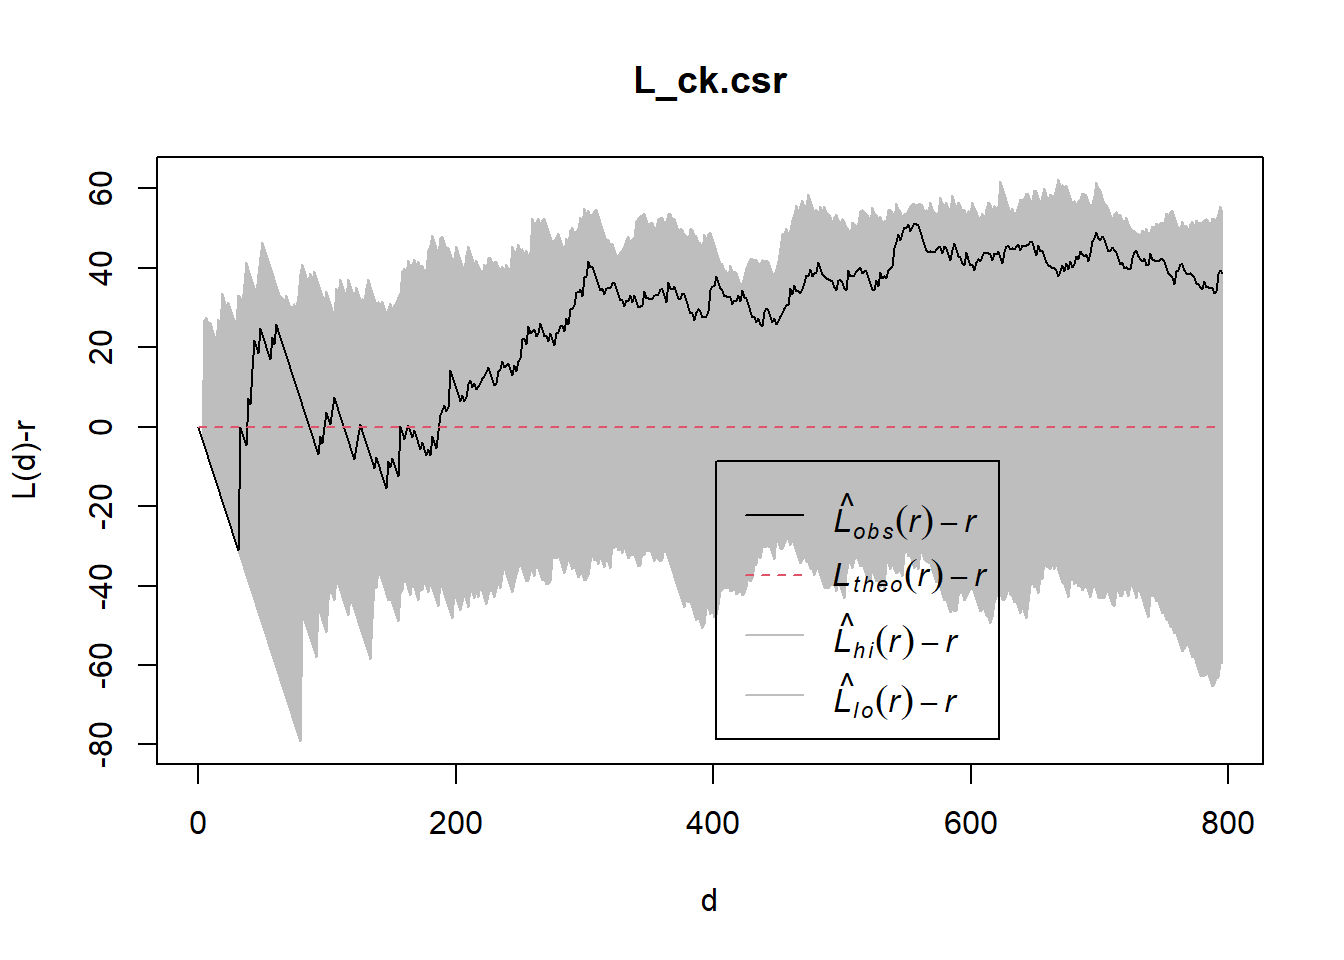 L_ck.csr
L(d)-r
60
40
20
0
-20
-40
-60
-80
L̂obs(r) – r
Ltheo(r) – r
L̂hi(r) – r
L̂lo(r) – r
0 200 400 600 800
d